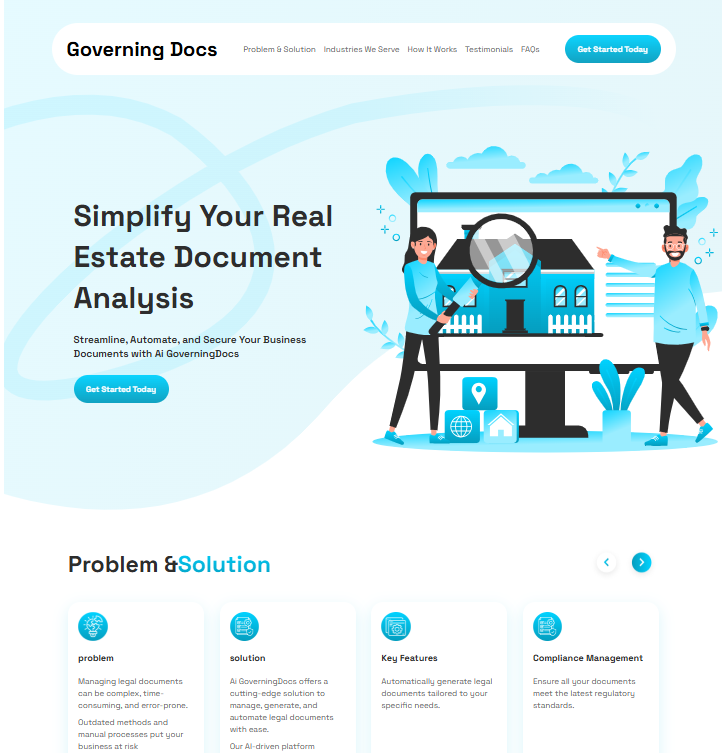 Governing Docs
Problem & Solution
Industries We Serve
How It Works
Testimonials
FAQs
Get Started Today
Simplify Your Real
Estate Document
Analysis
Streamline, Automate, and Secure Your Business
Documents with Ai GoverningDocs
Get Started Today
Problem &Solution
problem
Managing legal documents
can be complex, time-
consuming, and error-prone.
Outdated methods and
manual processes put your
business at risk
solution
Ai GoverningDocs offers a
cutting-edge solution to
manage, generate, and
automate legal documents
with ease.
Our AI-driven platform
Key Features
Automatically generate legal
documents tailored to your
specific needs.
Compliance Management
Ensure all your documents
meet the latest regulatory
standards.